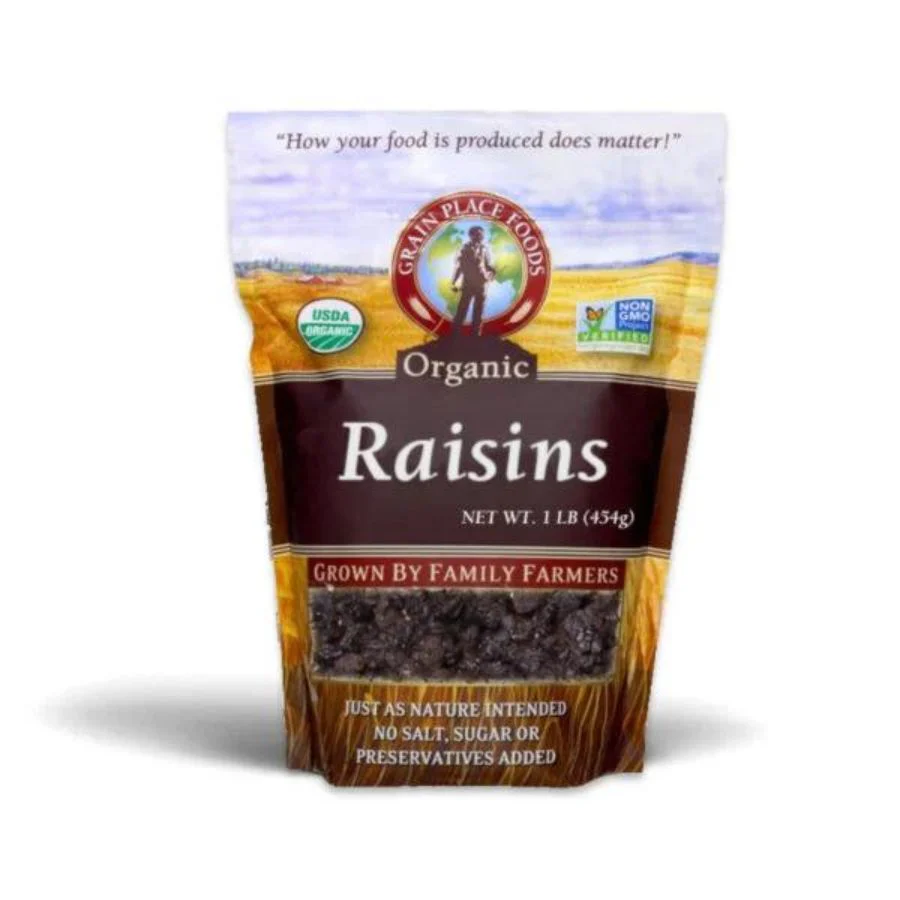 "How your food is produced does matter!"
GRAIN PLACE FOODS
USDA
ORGANIC
NON
GMO
Project
VERIFIED
Organic
Raisins
NET WT. 1 LB (454g)
GROWN BY FAMILY FARMERS
JUST AS NATURE INTENDED
NO SALT, SUGAR OR
PRESERVATIVES ADDED